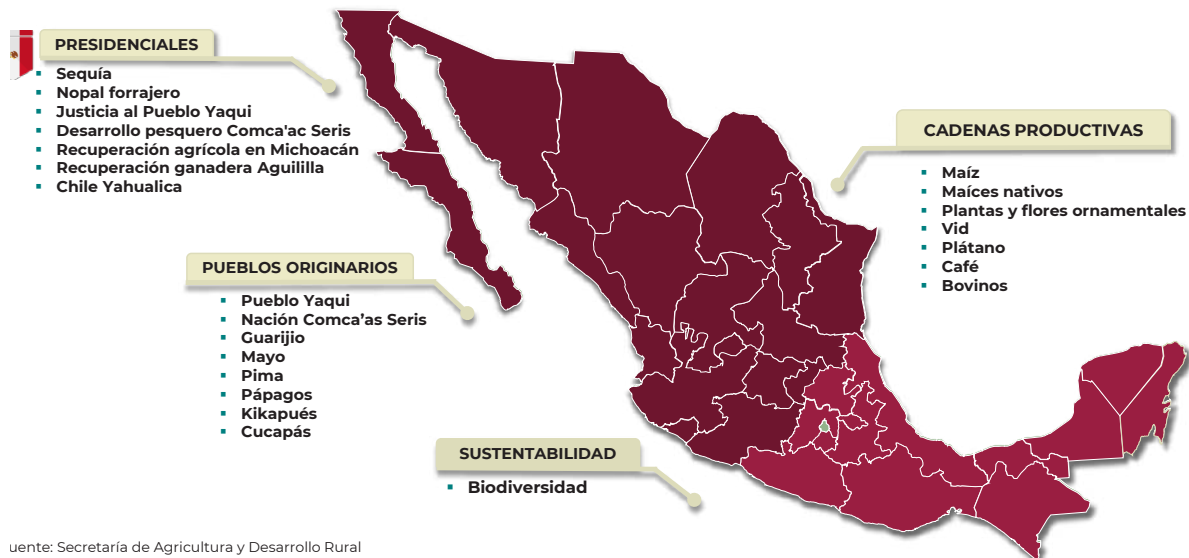 PRESIDENCIALES
Sequía
Nopal forrajero
Justicia al Pueblo Yaqui
Desarrollo pesquero Comca'ac Seris
Recuperación agrícola en Michoacán
Recuperación ganadera Aguililla
Chile Yahualica
PUEBLOS ORIGINARIOS
Pueblo Yaqui
Nación Comca’as Seris
Guarijio
Mayo
Pima
Pápagos
Kikapués
Cucapás
CADENAS PRODUCTIVAS
Maíz
Maíces nativos
Plantas y flores ornamentales
Vid
Plátano
Café
Bovinos
SUSTENTABILIDAD
Biodiversidad
uente: Secretaría de Agricultura y Desarrollo Rural